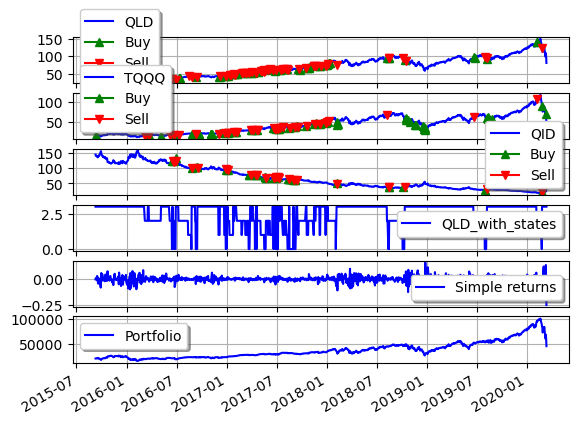 QLD
Buy
Sell
150
100
50
TQQQ
Buy
Sell
100
50
QID
Buy
Sell
150
100
50
QLD_with_states
2.5
0.0
Simple returns
0.00
−0.25
Portfolio
100000
50000
2015-07
2016-01
2016-07
2017-01
2017-07
2018-01
2018-07
2019-01
2019-07
2020-01